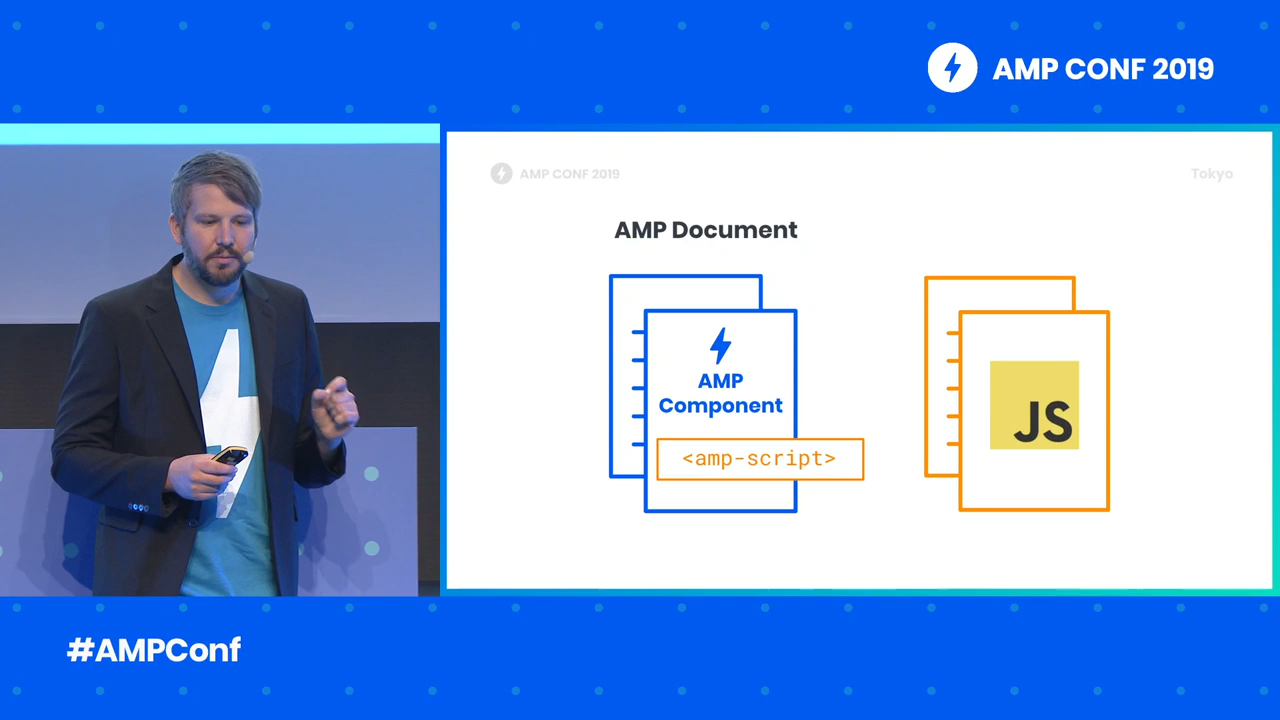 AMP CONF 2019
AMP CONF 2019
Tokyo
AMP Document
AMP
Component
<amp-script>
JS
#AMPConf